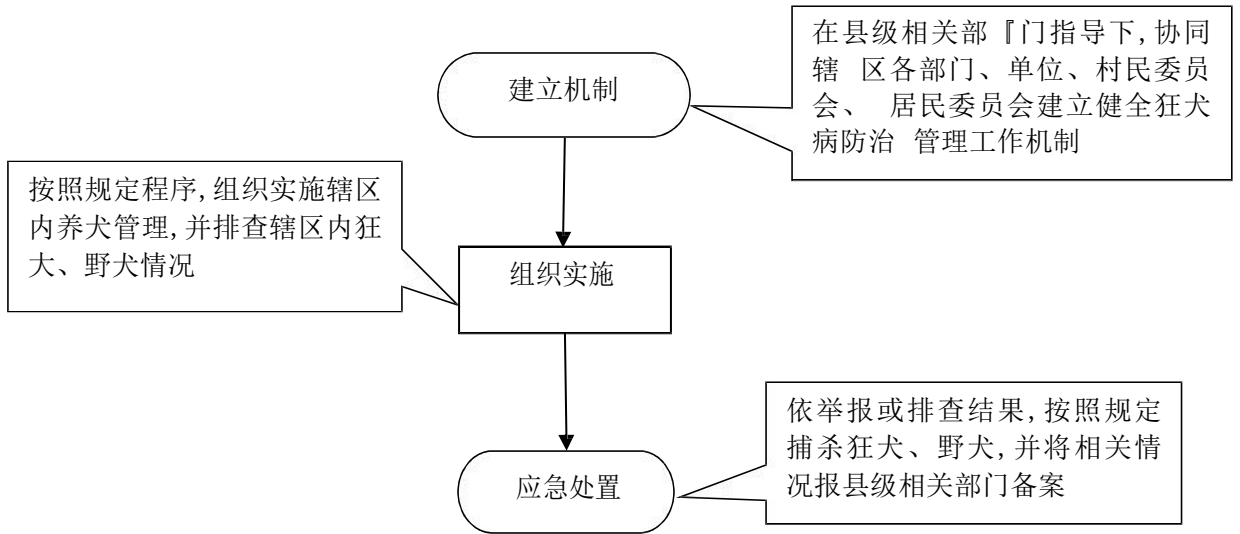 建立机制
在县级相关部『门指导下,协同
辖 区各部门、单位、村民委员
会、 居民委员会建立健全狂犬
病防治 管理工作机制
按照规定程序,组织实施辖区
内养犬管理,并排查辖区内狂
大、野犬情况
组织实施
依举报或排查结果,按照规定
捕杀狂犬、野犬,并将相关情
况报县级相关部门备案
应急处置